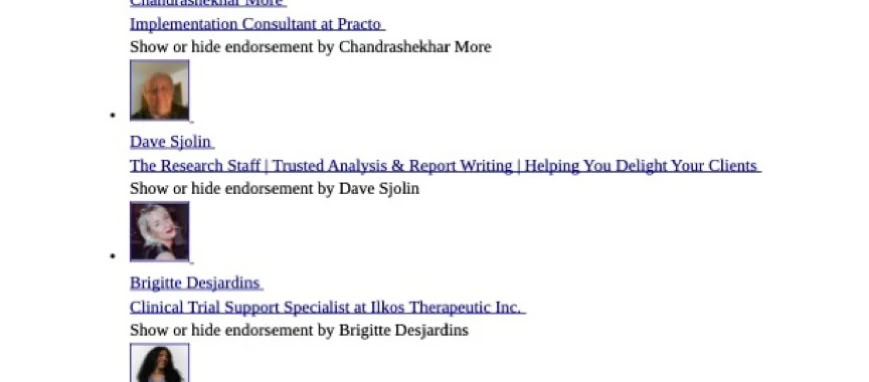 Chandrashekhar More
Implementation Consultant at Practo
Show or hide endorsement by Chandrashekhar More
Dave Sjolin
The Research Staff | Trusted Analysis & Report Writing | Helping You Delight Your Clients
Show or hide endorsement by Dave Sjolin
Brigitte Desjardins
Clinical Trial Support Specialist at Ilkos Therapeutic Inc.
Show or hide endorsement by Brigitte Desjardins